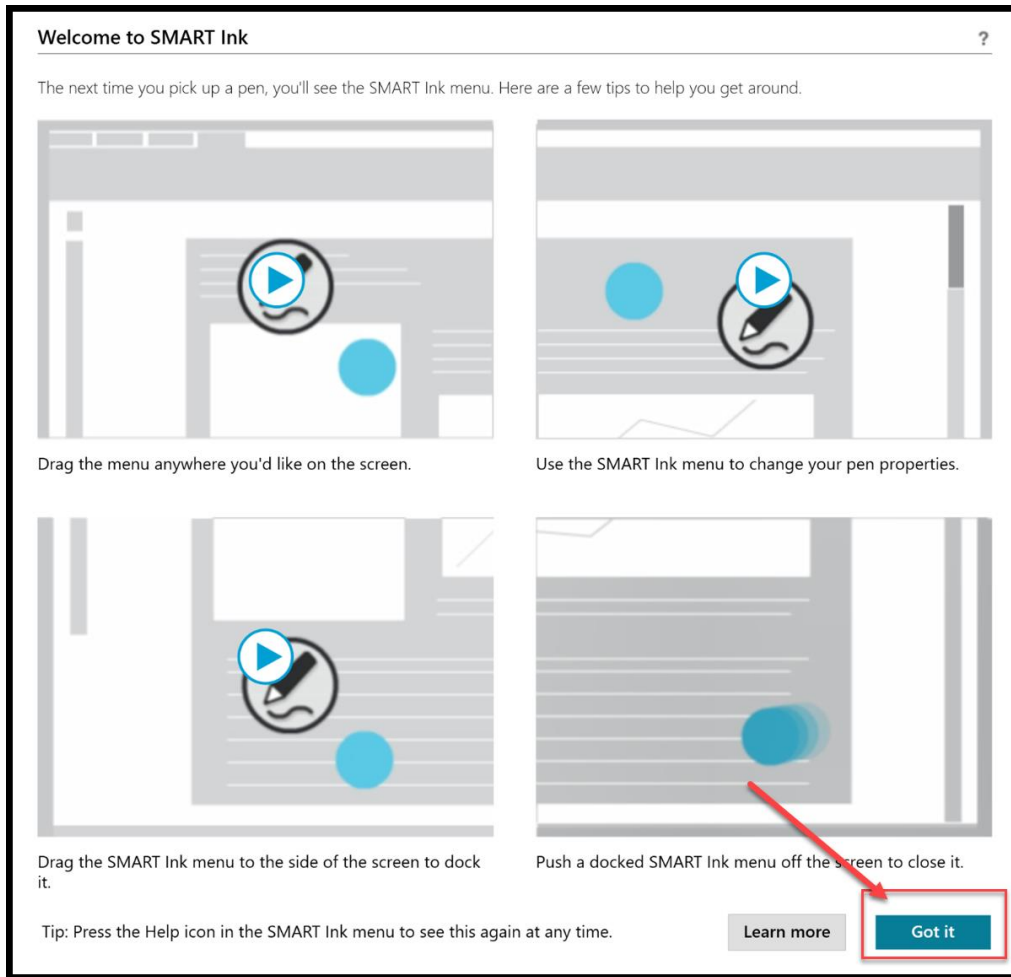 Welcome to SMART Ink
?
The next time you pick up a pen, you'll see the SMART Ink menu. Here are a few tips to help you get around.
Drag the menu anywhere you'd like on the screen.
Use the SMART Ink menu to change your pen properties.
Drag the SMART Ink menu to the side of the screen to dock
it.
Push a docked SMART Ink menu off the screen to close it.
Tip: Press the Help icon in the SMART Ink menu to see this again at any time.
Learn more
Got it